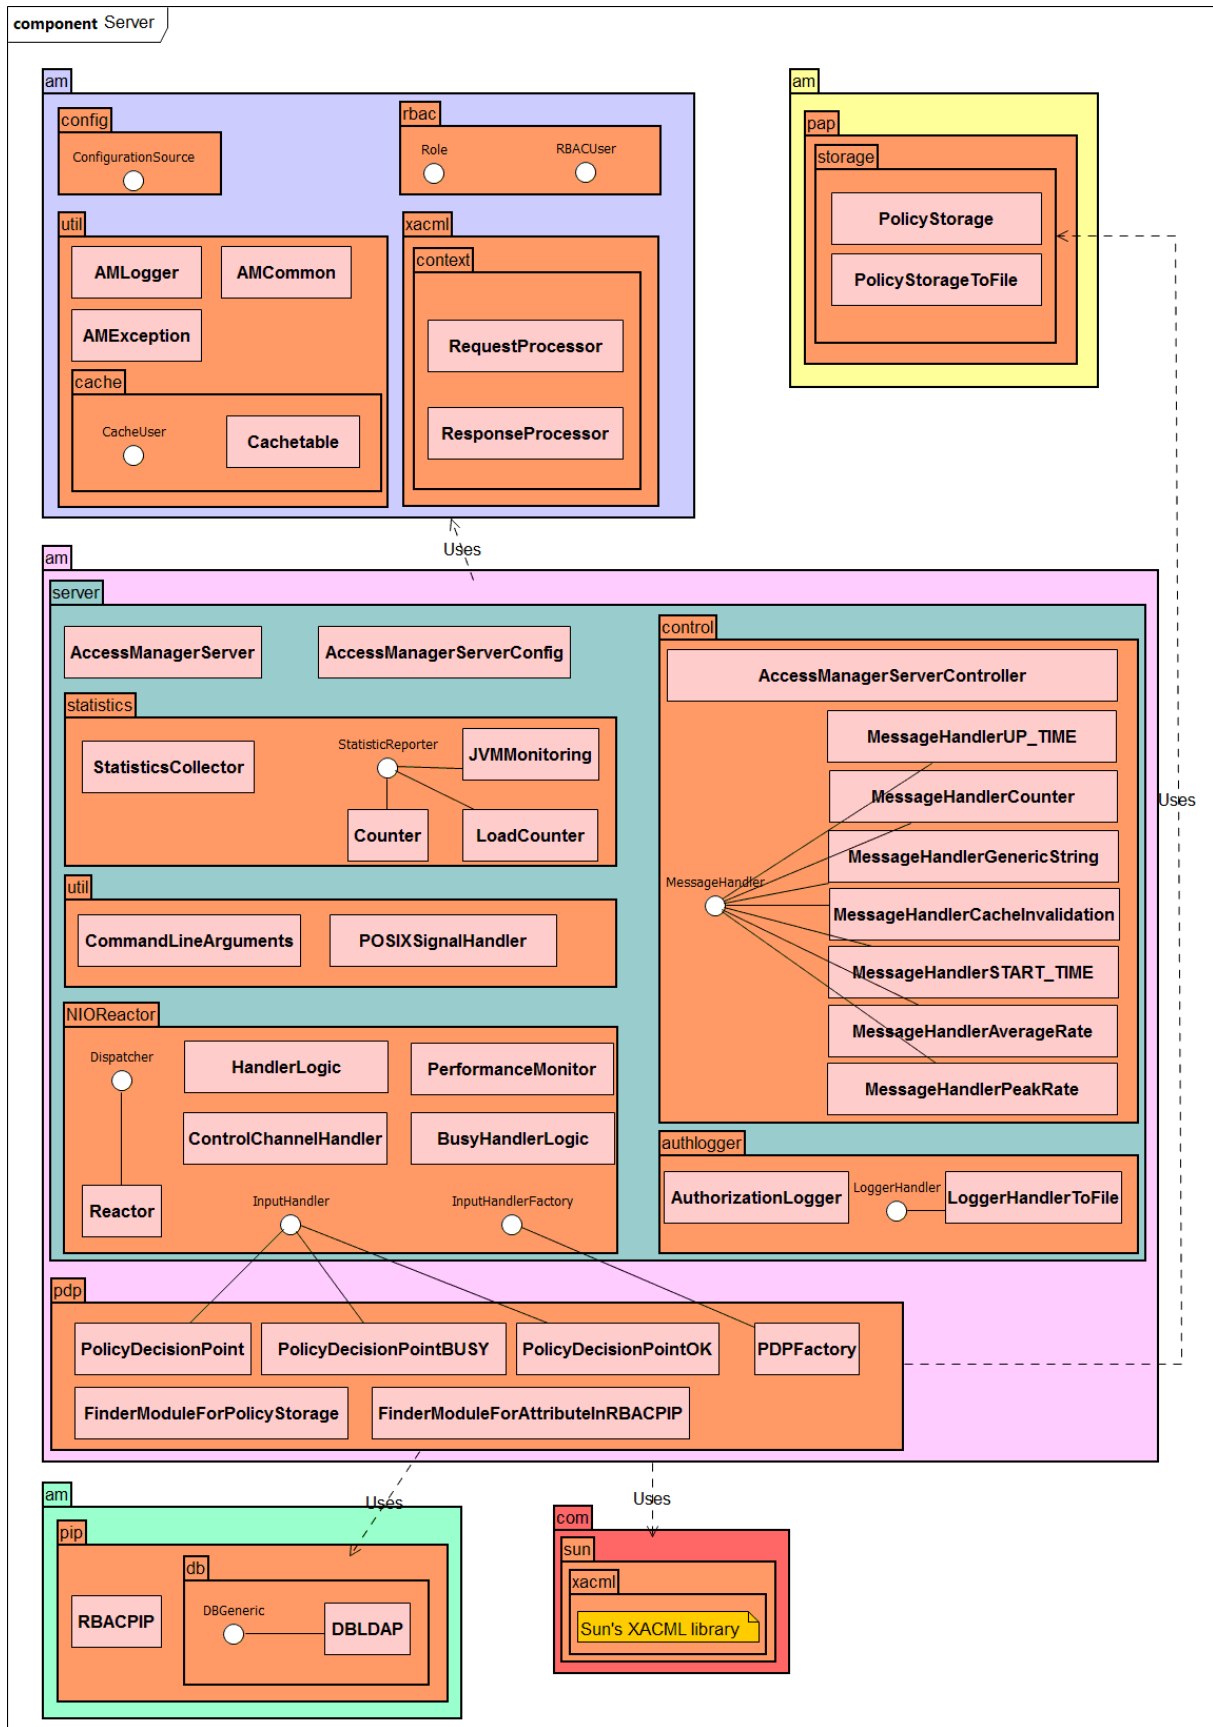 component Server
am
config
ConfigurationSource
rbac
Role
RBACUser
util
AMLogger
AMCommon
AMException
cache
CacheUser
Cachetable
xacml
context
RequestProcessor
ResponseProcessor
am
pap
storage
PolicyStorage
PolicyStorageToFile
Uses
am
server
AccessManagerServer
AccessManagerServerConfig
statistics
StatisticsCollector
StatisticReporter
JVMMonitoring
Counter
LoadCounter
util
CommandLineArguments
POSIXSignalHandler
NIOReactor
Dispatcher
HandlerLogic
PerformanceMonitor
ControlChannelHandler
BusyHandlerLogic
Reactor
InputHandler
InputHandlerFactory
control
AccessManagerServerController
MessageHandlerUP_TIME
MessageHandlerCounter
MessageHandlerGenericString
MessageHandler
MessageHandlerCacheInvalidation
MessageHandlerSTART_TIME
MessageHandlerAverageRate
MessageHandlerPeakRate
Uses
authlogger
AuthorizationLogger
LoggerHandler
LoggerHandlerToFile
pdp
PolicyDecisionPoint
PolicyDecisionPointBUSY
PolicyDecisionPointOK
PDPFactory
FinderModuleForPolicyStorage
FinderModuleForAttributeInRBACPIP
Uses
Uses
am
pip
RBACPIP
db
DBGeneric
DBLDAP
com
sun
xacml
Sun's XACML library